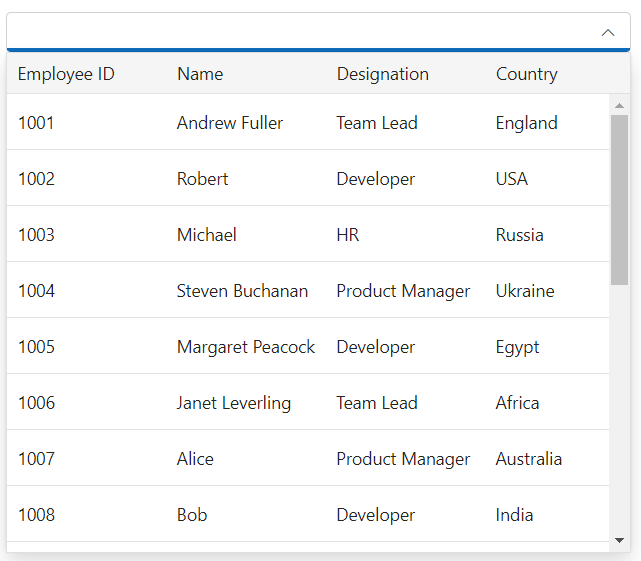 Employee ID Name Designation Country
1001 Andrew Fuller Team Lead England
1002 Robert Developer USA
1003 Michael HR Russia
1004 Steven Buchanan Product Manager Ukraine
1005 Margaret Peacock Developer Egypt
1006 Janet Leverling Team Lead Africa
1007 Alice Product Manager Australia
1008 Bob Developer India